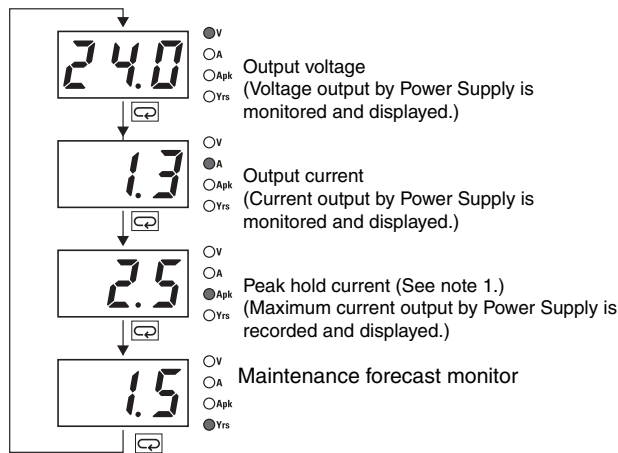 V
24.0
A
Apk
Yrs
Output voltage
(Voltage output by Power Supply is
monitored and displayed.)
V
1.3
A
Apk
Yrs
Output current
(Current output by Power Supply is
monitored and displayed.)
V
2.5
A
Apk
Yrs
Peak hold current (See note 1.)
(Maximum current output by Power Supply is
recorded and displayed.)
V
1.5
A
Apk
Yrs
Maintenance forecast monitor